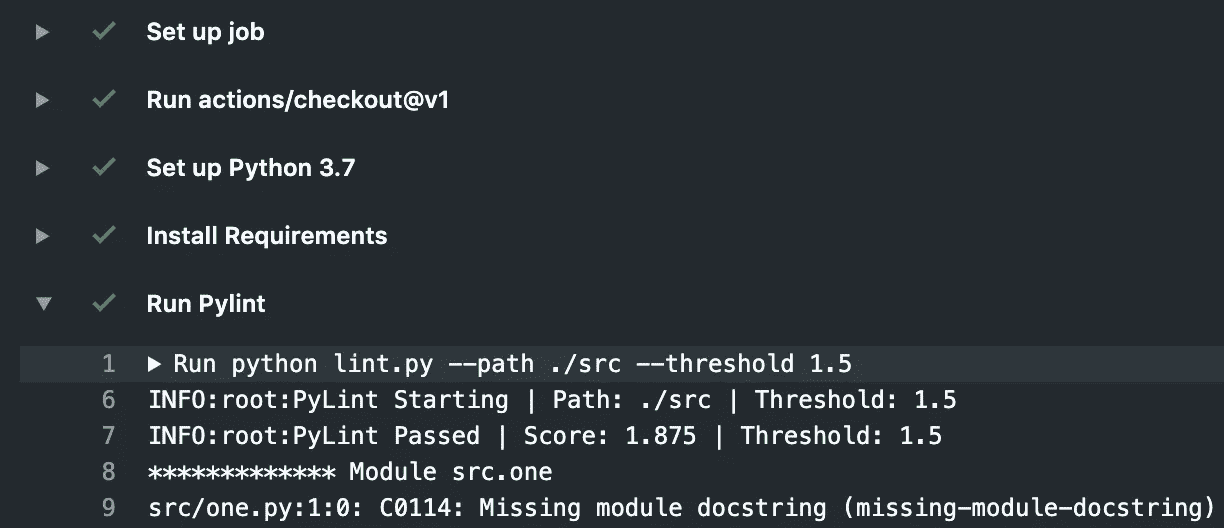 Set up job
Run actions/checkout@v1
Set up Python 3.7
Install Requirements
Run Pylint
1 ▶ Run python lint.py --path ./src --threshold 1.5
6 INFO:root:PyLint Starting | Path: ./src | Threshold: 1.5
7 INFO:root:PyLint Passed | Score: 1.875 | Threshold: 1.5
8 ************* Module src.one
9 src/one.py:1:0: C0114: Missing module docstring (missing-module-docstring)